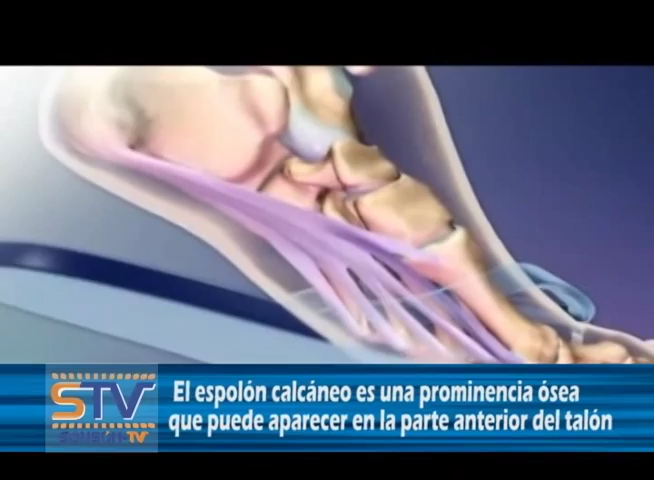 STV
El espolón calcáneo es una prominencia ósea
que puede aparecer en la parte anterior del talón